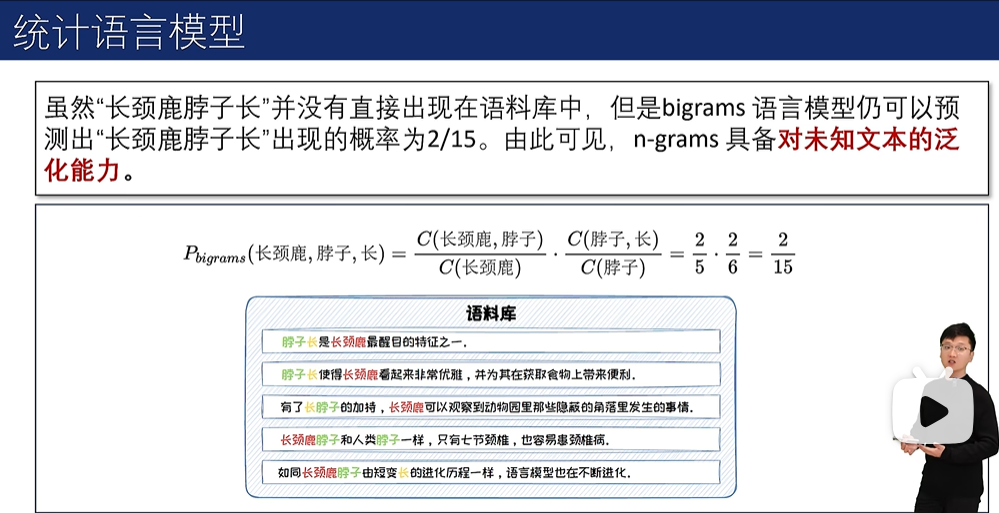 统计语言模型
虽然“长颈鹿脖子长”并没有直接出现在语料库中，但是bigrams 语言模型仍可以预
测出“长颈鹿脖子长”出现的概率为2/15。由此可见，n-grams 具备对未知文本的泛
化能力。
P_bigrams(长颈鹿, 脖子, 长) = C(长颈鹿, 脖子)/C(长颈鹿) · C(脖子, 长)/C(脖子) = 2/5 · 2/6 = 2/15
语料库
脖子长是长颈鹿最醒目的特征之一.
脖子长使得长颈鹿看起来非常优雅，并为其在获取食物上带来便利.
有了长脖子的加持，长颈鹿可以观察到动物园里那些隐蔽的角落里发生的事情.
长颈鹿脖子和人类脖子一样，只有七节颈椎，也容易患颈椎病.
如同长颈鹿脖子由短变长的进化历程一样，语言模型也在不断进化.